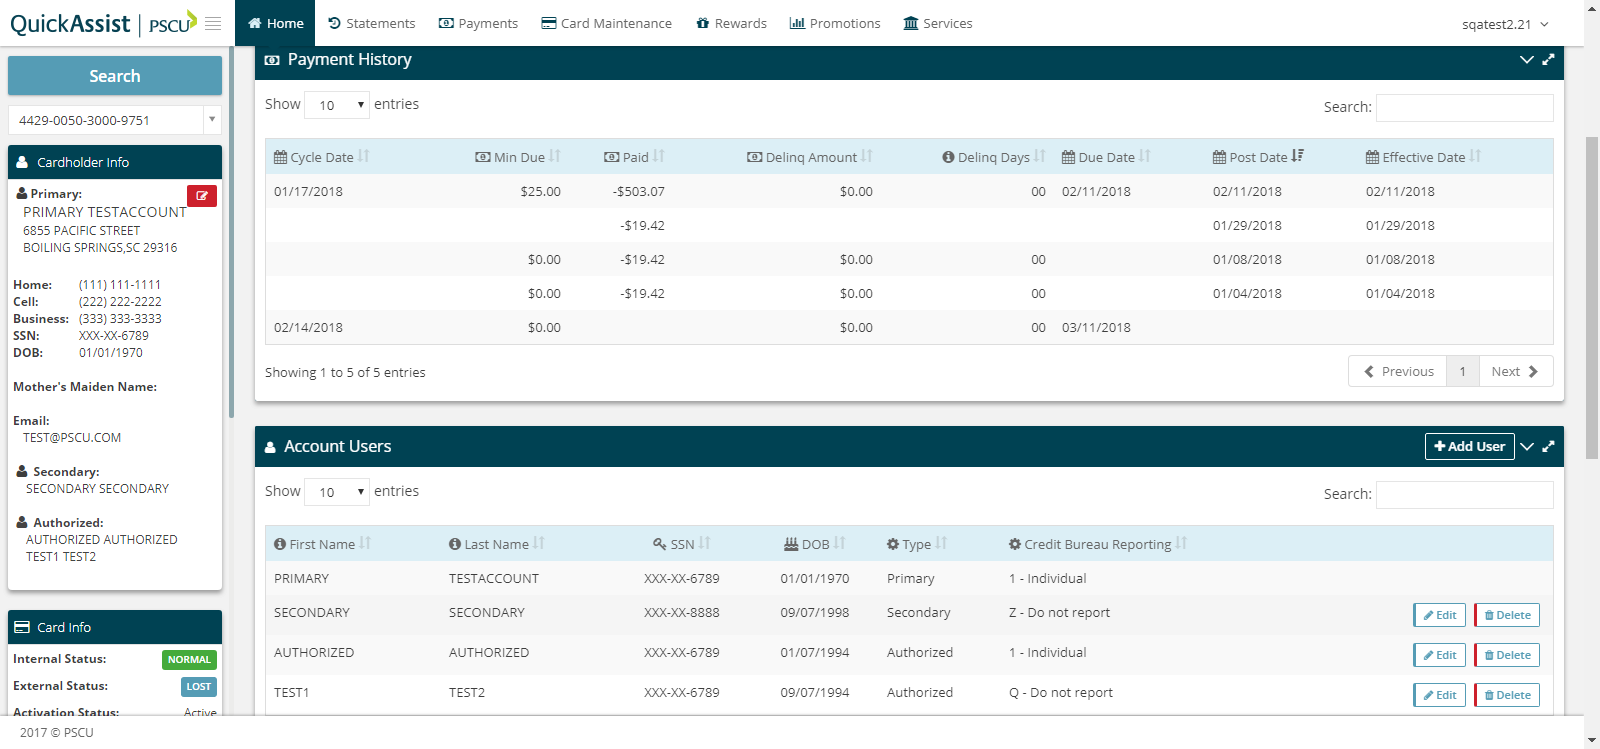 QuickAssist | PSCU
Home
Statements
Payments
Card Maintenance
Rewards
Promotions
Services
sqatest2.21
Search
4429-0050-3000-9751
Cardholder Info
Primary:
PRIMARY TESTACCOUNT
6855 PACIFIC STREET
BOILING SPRINGS,SC 29316
Home: (111) 111-1111
Cell: (222) 222-2222
Business: (333) 333-3333
SSN: XXX-XX-6789
DOB: 01/01/1970
Mother's Maiden Name:
Email:
TEST@PSCU.COM
Secondary:
SECONDARY SECONDARY
Authorized:
AUTHORIZED AUTHORIZED
TEST1 TEST2
Card Info
Internal Status: NORMAL
External Status: LOST
Activation Status: Active
Payment History
Show 10 entries
Search:
Cycle Date Min Due Paid Delinq Amount Delinq Days Due Date Post Date Effective Date
01/17/2018 $25.00 -$503.07 $0.00 00 02/11/2018 02/11/2018 02/11/2018
-$19.42 01/29/2018 01/29/2018
$0.00 -$19.42 $0.00 00 01/08/2018 01/08/2018
$0.00 -$19.42 $0.00 00 01/04/2018 01/04/2018
02/14/2018 $0.00 $0.00 00 03/11/2018
Showing 1 to 5 of 5 entries
Previous 1 Next
Account Users
Add User
Show 10 entries
Search:
First Name Last Name SSN DOB Type Credit Bureau Reporting
PRIMARY TESTACCOUNT XXX-XX-6789 01/01/1970 Primary 1 - Individual
SECONDARY SECONDARY XXX-XX-8888 09/07/1998 Secondary Z - Do not report Edit Delete
AUTHORIZED AUTHORIZED XXX-XX-6789 01/07/1994 Authorized 1 - Individual Edit Delete
TEST1 TEST2 XXX-XX-6789 09/07/1994 Authorized Q - Do not report Edit Delete
2017 © PSCU